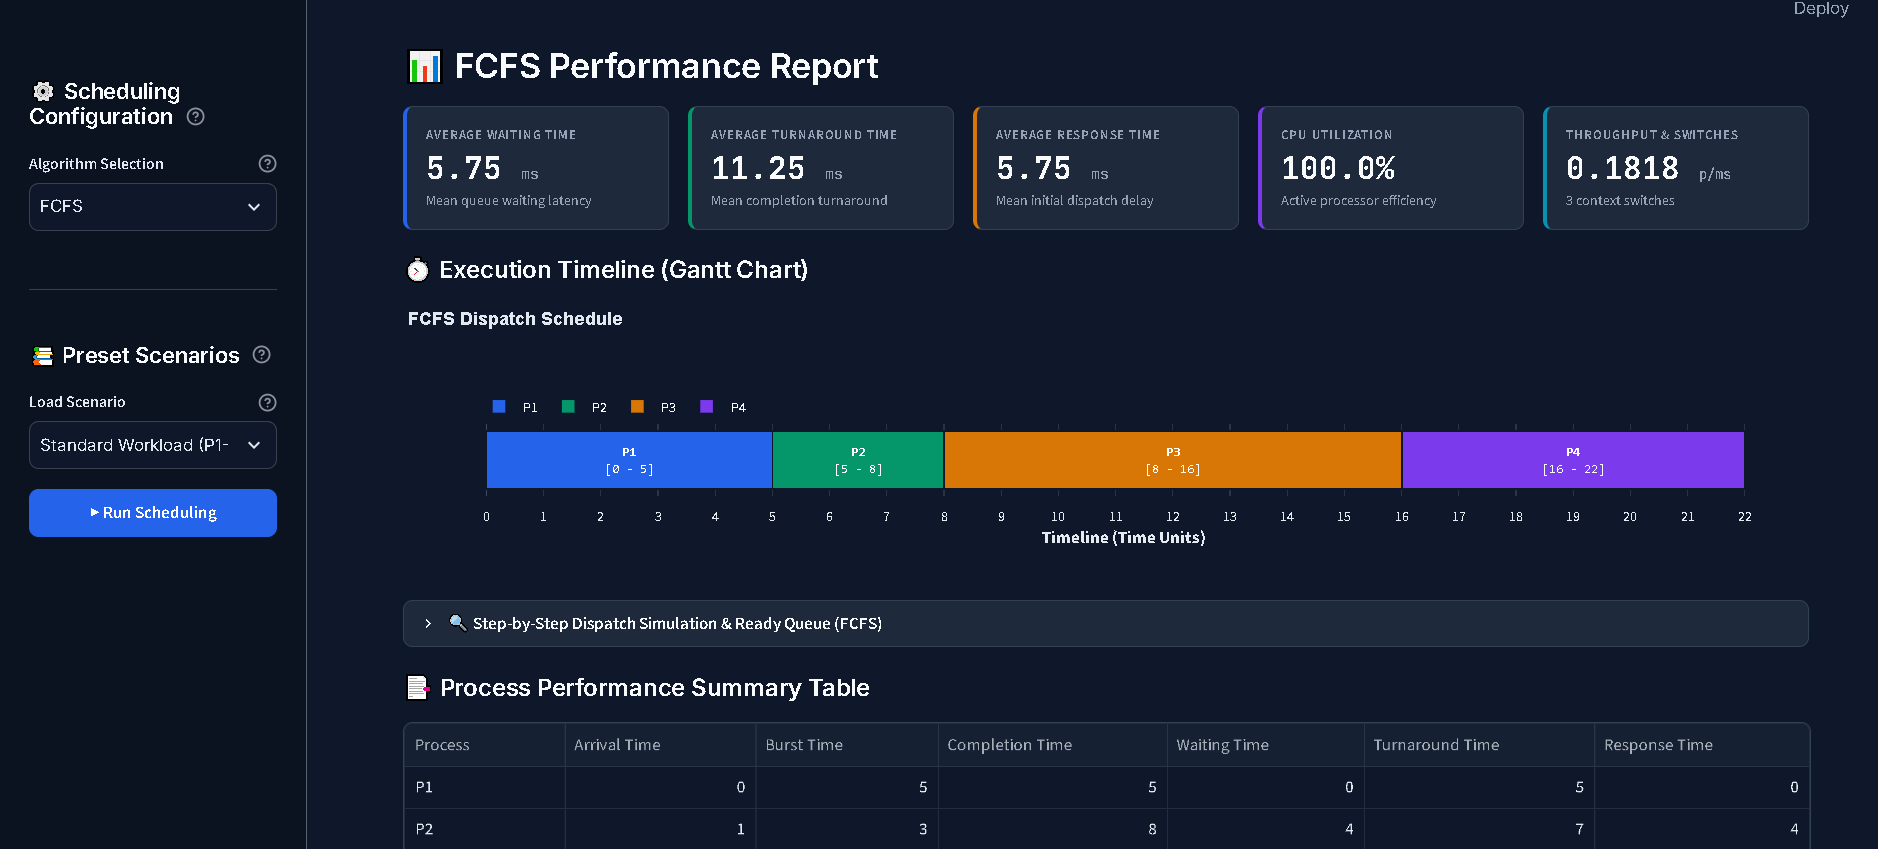 Deploy
Scheduling
Configuration
Algorithm Selection
FCFS
Preset Scenarios
Load Scenario
Standard Workload (P1-
Run Scheduling
FCFS Performance Report
AVERAGE WAITING TIME
5.75 ms
Mean queue waiting latency
AVERAGE TURNAROUND TIME
11.25 ms
Mean completion turnaround
AVERAGE RESPONSE TIME
5.75 ms
Mean initial dispatch delay
CPU UTILIZATION
100.0%
Active processor efficiency
THROUGHPUT & SWITCHES
0.1818 p/ms
3 context switches
Execution Timeline (Gantt Chart)
FCFS Dispatch Schedule
P1 P2 P3 P4
P1
[0 - 5]
P2
[5 - 8]
P3
[8 - 16]
P4
[16 - 22]
0 1 2 3 4 5 6 7 8 9 10 11 12 13 14 15 16 17 18 19 20 21 22
Timeline (Time Units)
Step-by-Step Dispatch Simulation & Ready Queue (FCFS)
Process Performance Summary Table
Process Arrival Time Burst Time Completion Time Waiting Time Turnaround Time Response Time
P1 0 5 5 0 5 0
P2 1 3 8 4 7 4